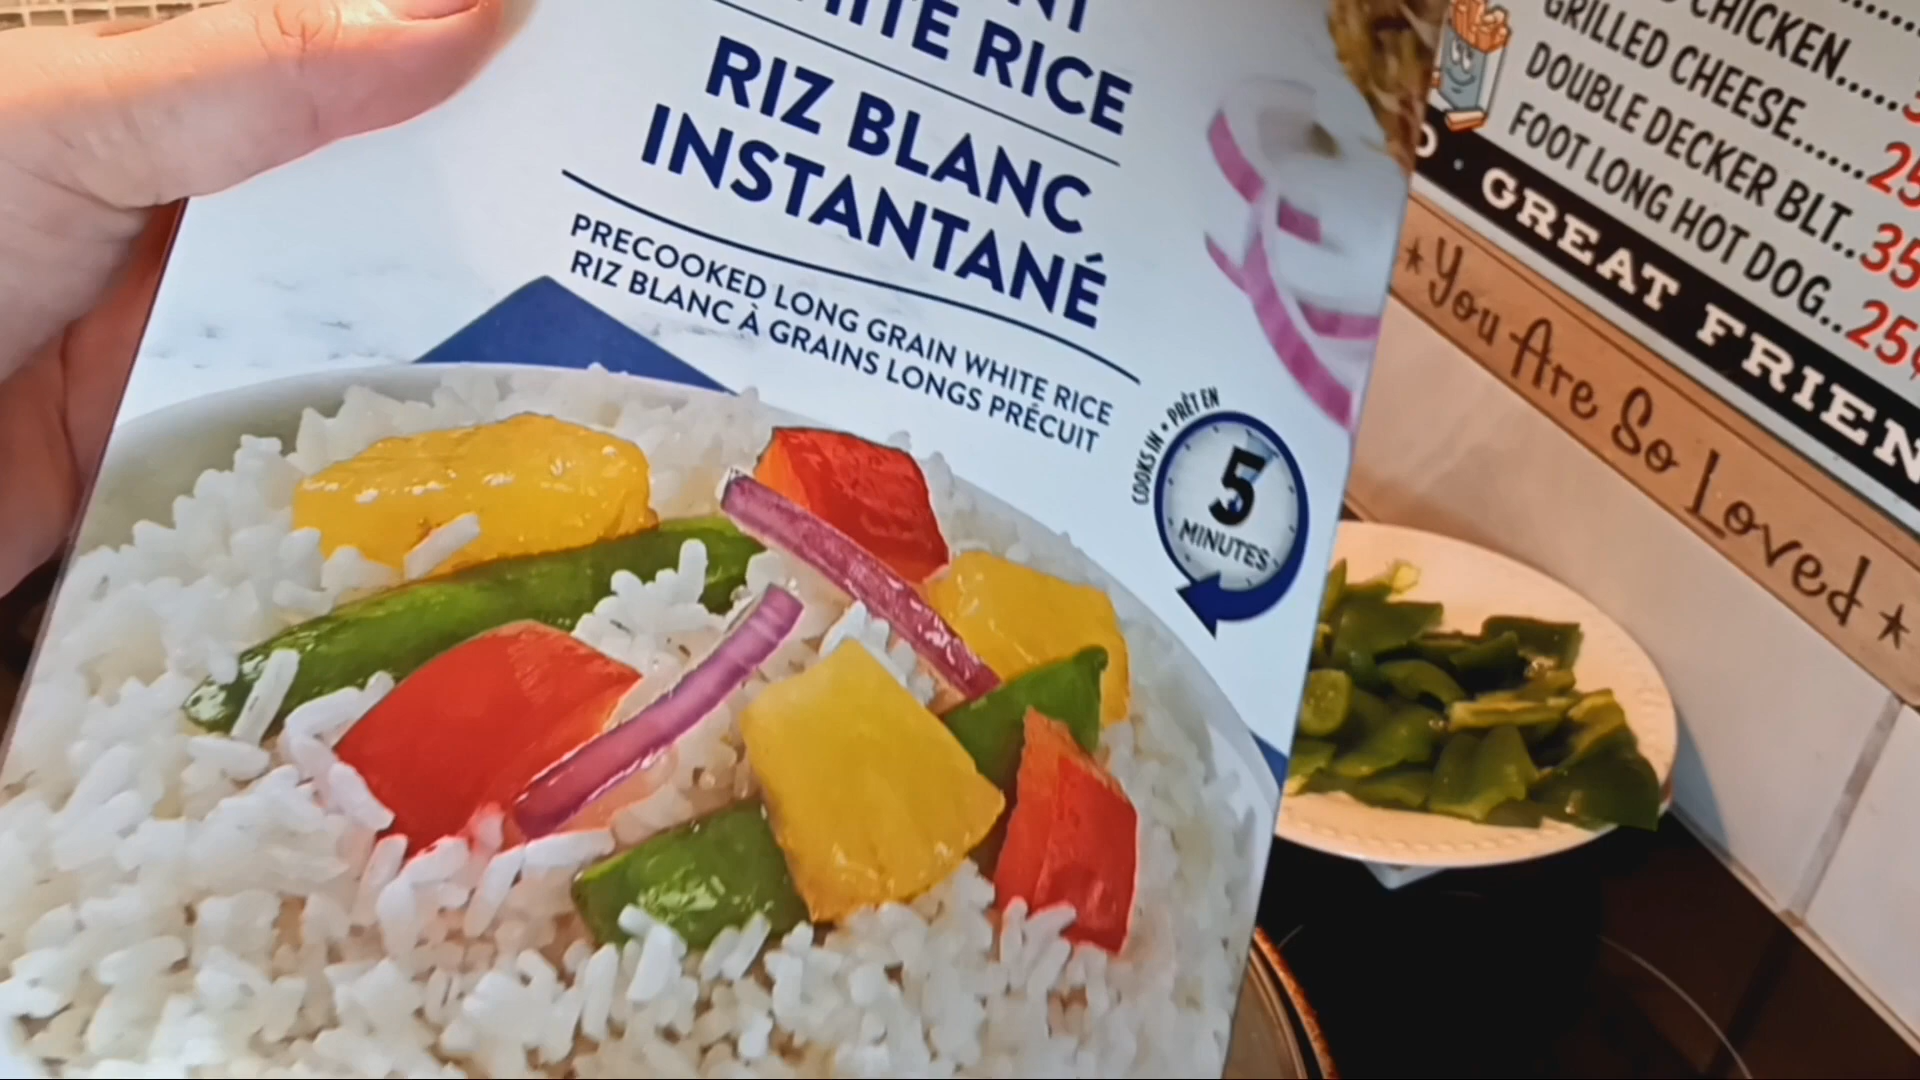 WHITE RICE
RIZ BLANC
INSTANTANÉ
PRECOOKED LONG GRAIN WHITE RICE
RIZ BLANC À GRAINS LONGS PRÉCUIT
COOKS IN • PRÊT EN
5
MINUTES
CHICKEN.....
GRILLED CHEESE......25
DOUBLE DECKER BLT..35
FOOT LONG HOT DOG..25¢
• GREAT FRIEN
★ You Are So Loved ★